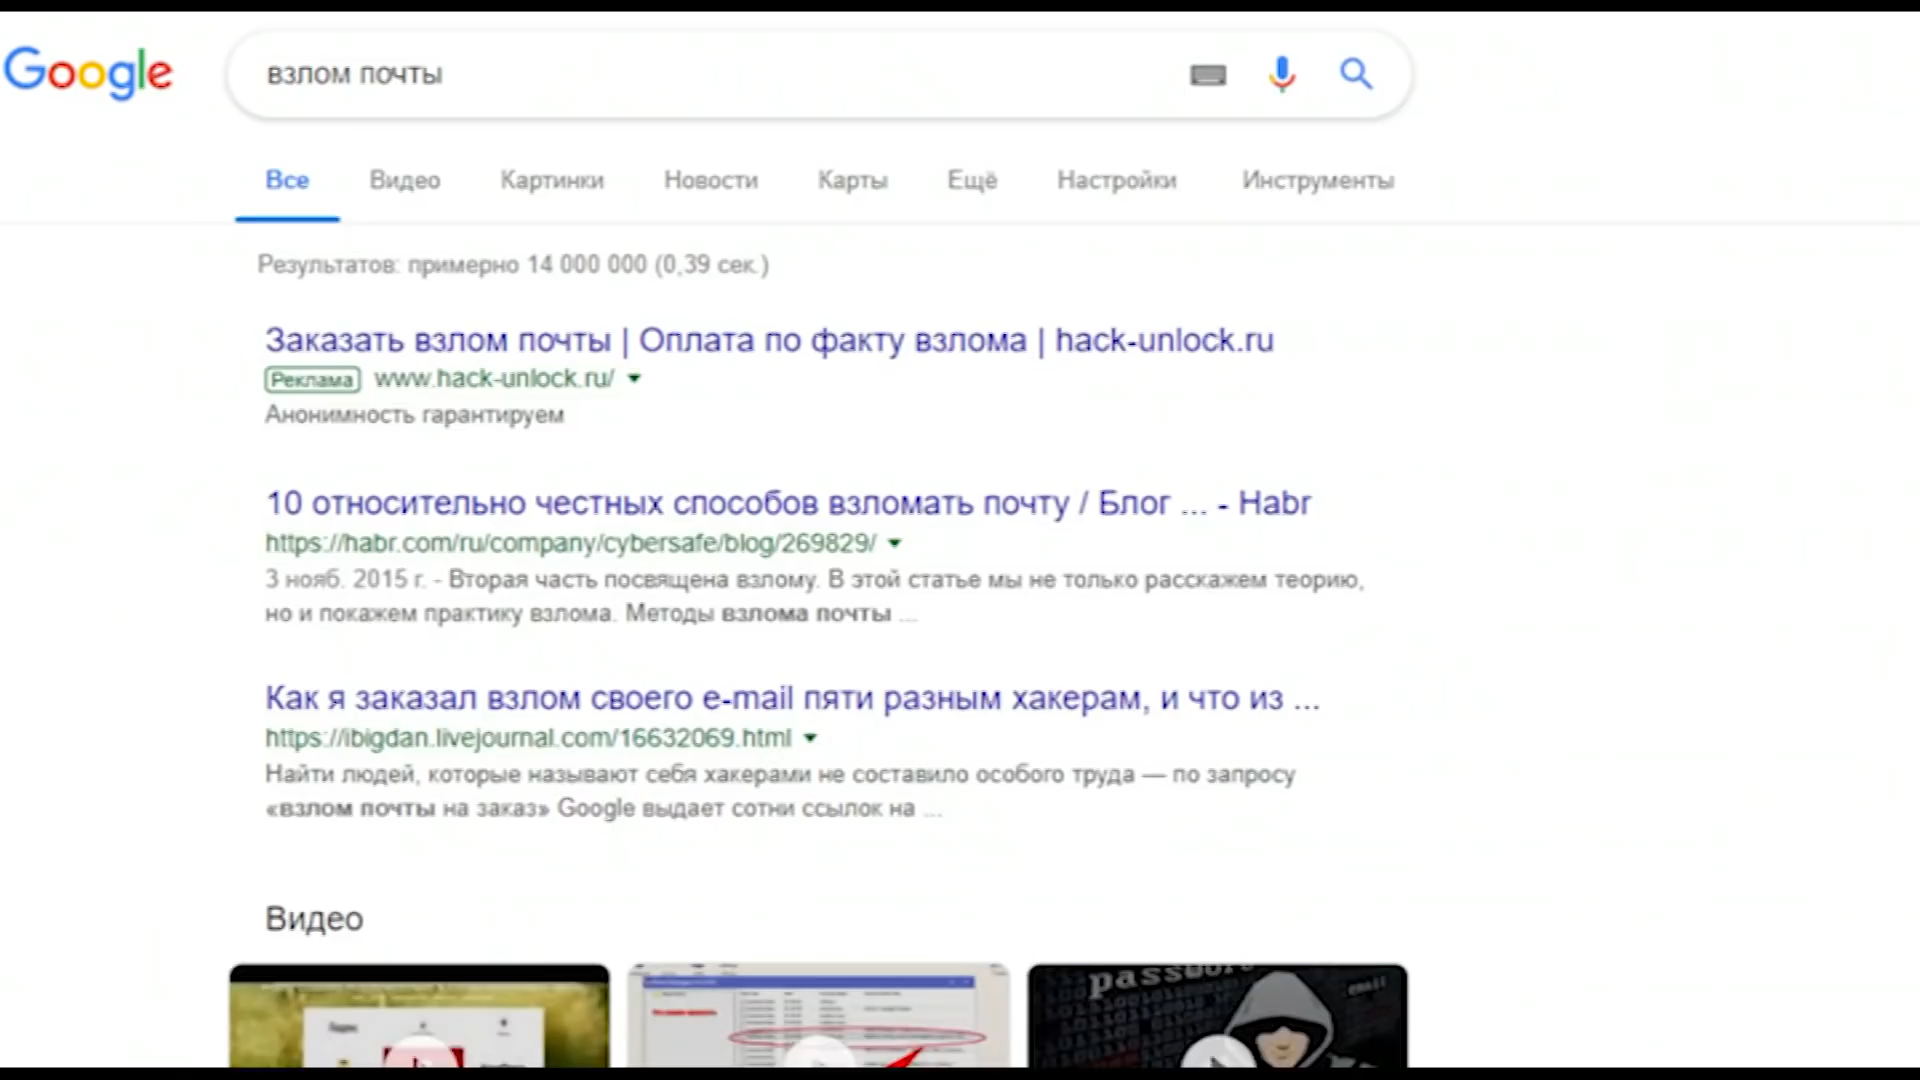 Google
взлом почты
Все Видео Картинки Новости Карты Ещё Настройки Инструменты
Результатов: примерно 14 000 000 (0,39 сек.)
Заказать взлом почты | Оплата по факту взлома | hack-unlock.ru
Реклама www.hack-unlock.ru/
Анонимность гарантируем
10 относительно честных способов взломать почту / Блог ... - Habr
https://habr.com/ru/company/cybersafe/blog/269829/
3 нояб. 2015 г. - Вторая часть посвящена взлому. В этой статье мы не только расскажем теорию,
но и покажем практику взлома. Методы взлома почты ...
Как я заказал взлом своего e-mail пяти разным хакерам, и что из ...
https://ibigdan.livejournal.com/16632069.html
Найти людей, которые называют себя хакерами не составило особого труда — по запросу
«взлом почты на заказ» Google выдает сотни ссылок на ...
Видео
password
email